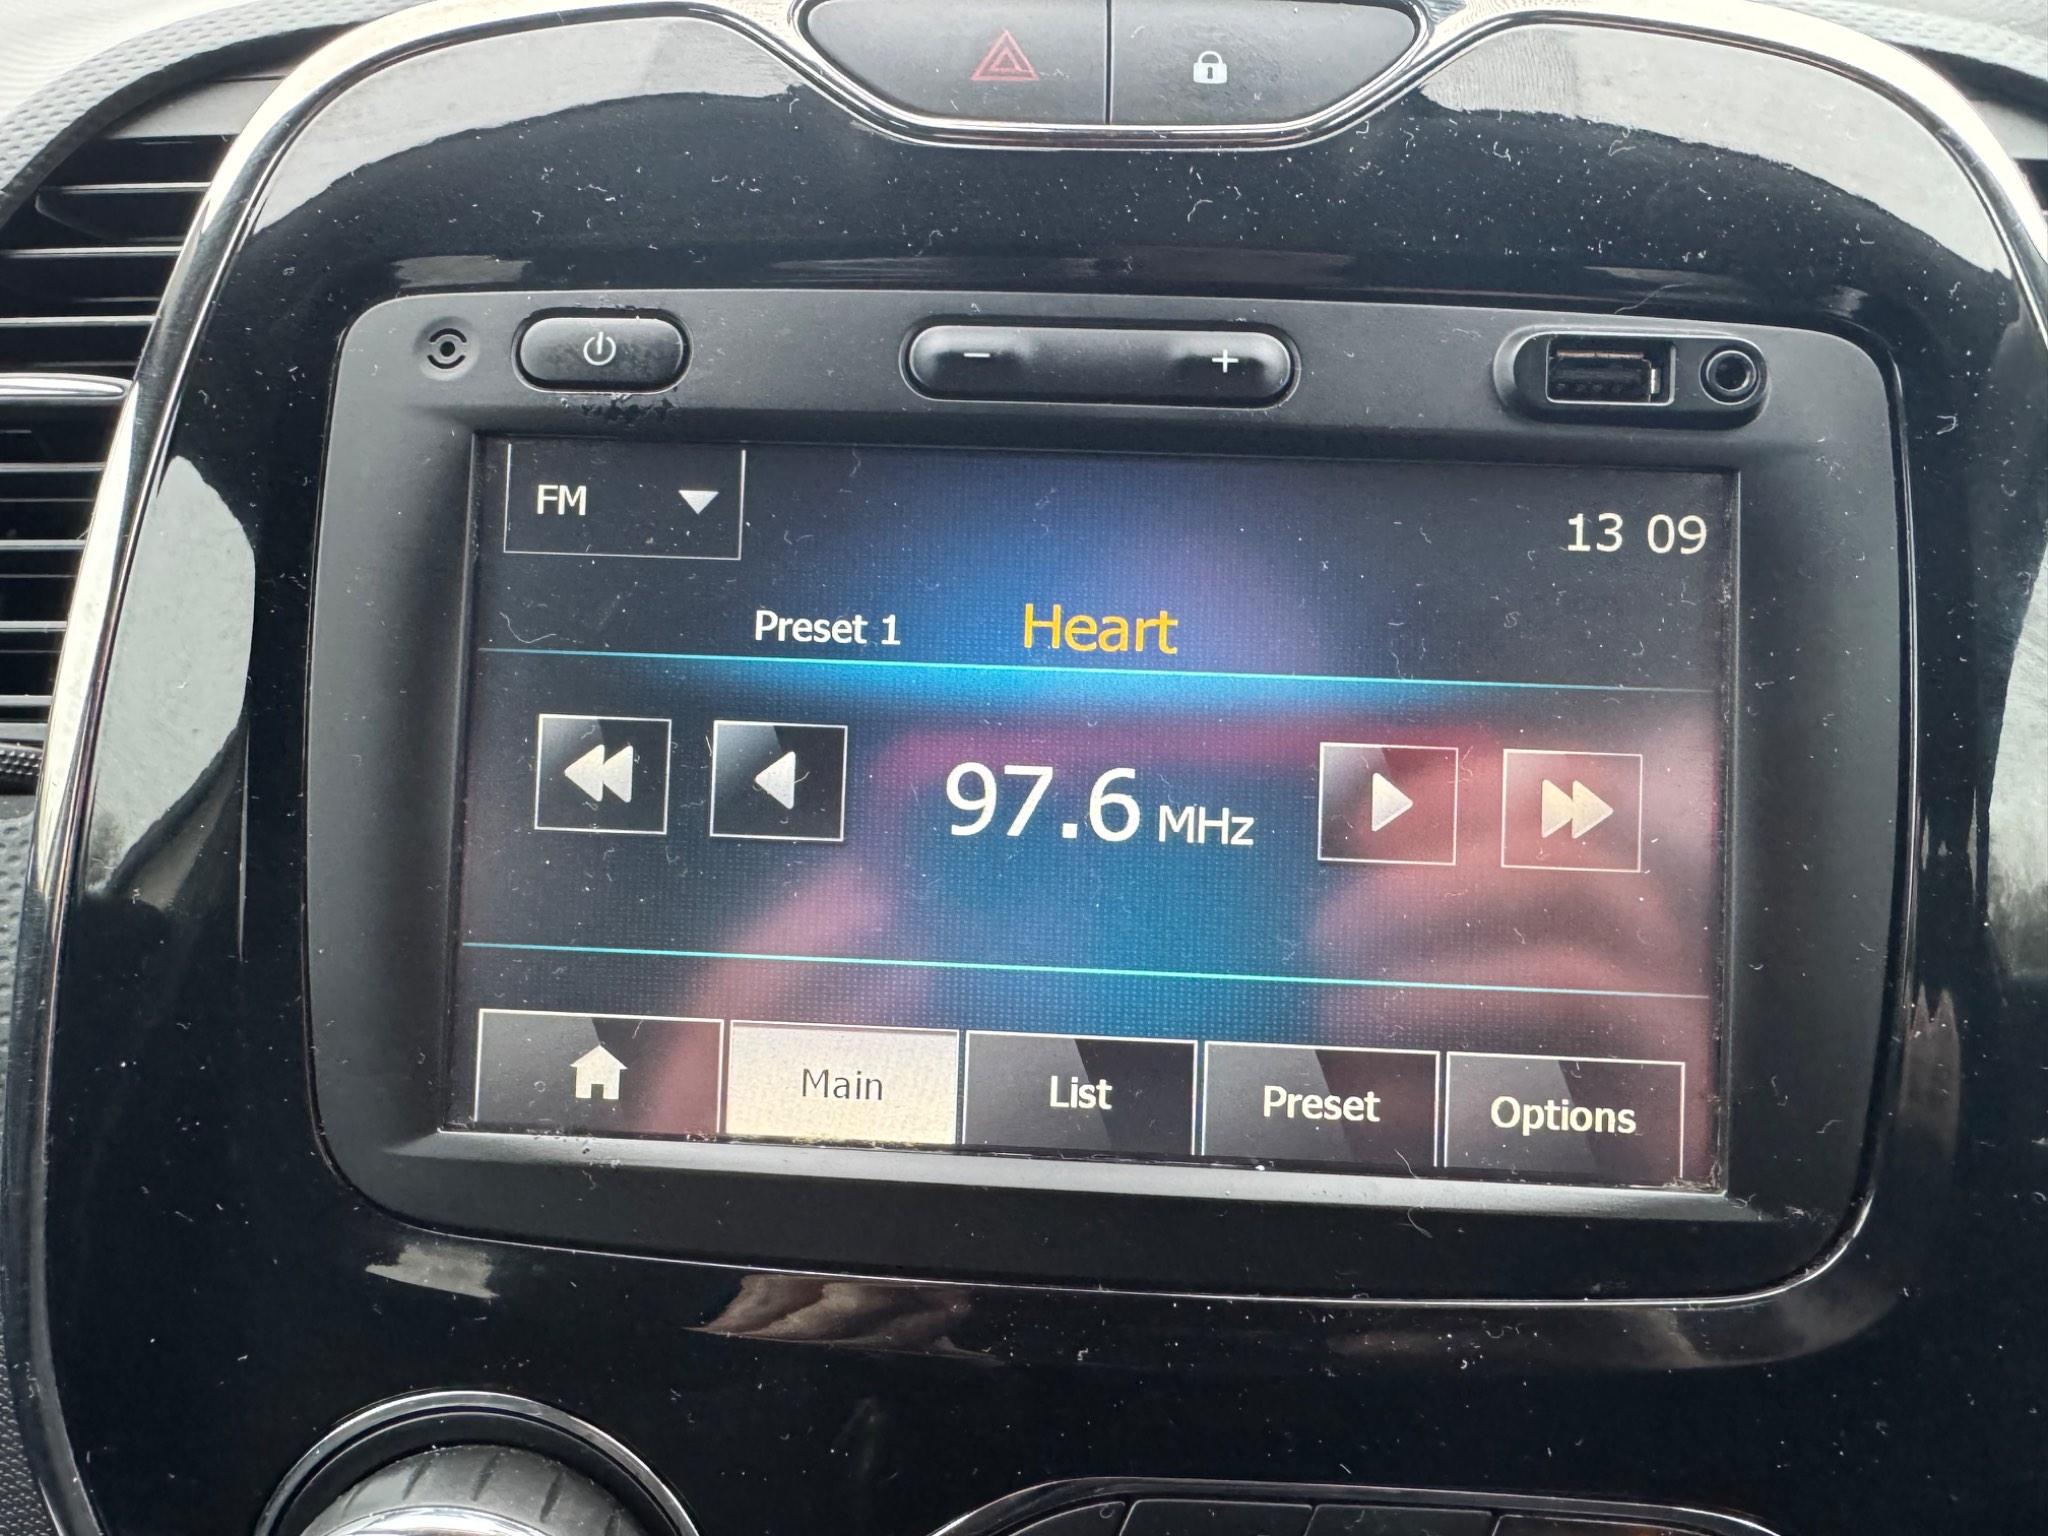 FM
13 09
Preset 1 Heart
97.6 MHz
Main List Preset Options